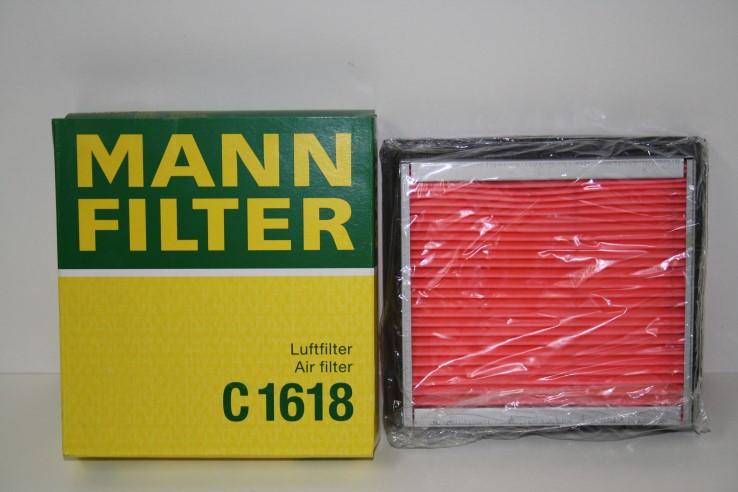 MANN
FILTER
Luftfilter
Air filter
C 1618